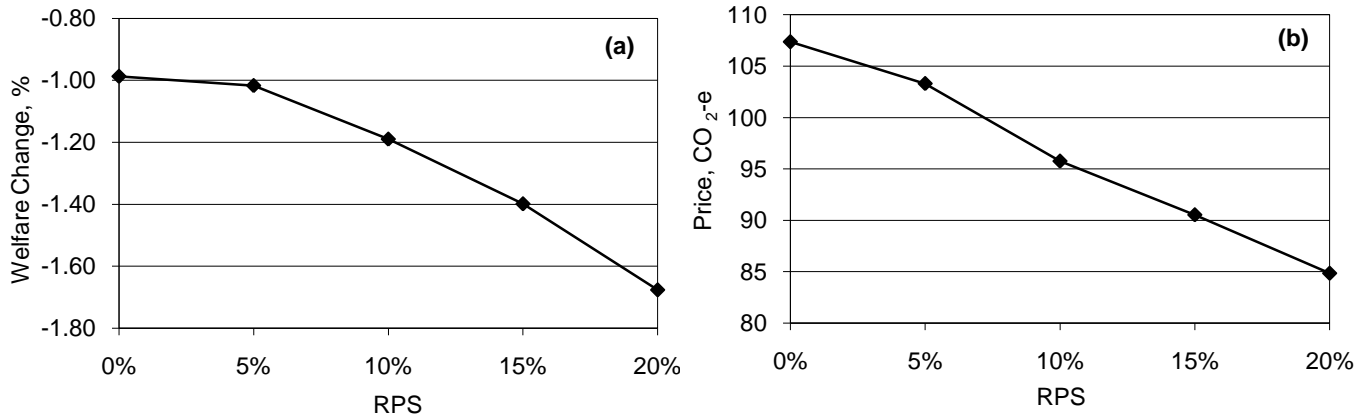 (a)
Welfare Change, %
-0.80
-1.00
-1.20
-1.40
-1.60
-1.80
0% 5% 10% 15% 20%
RPS
(b)
Price, CO2-e
110
105
100
95
90
85
80
0% 5% 10% 15% 20%
RPS